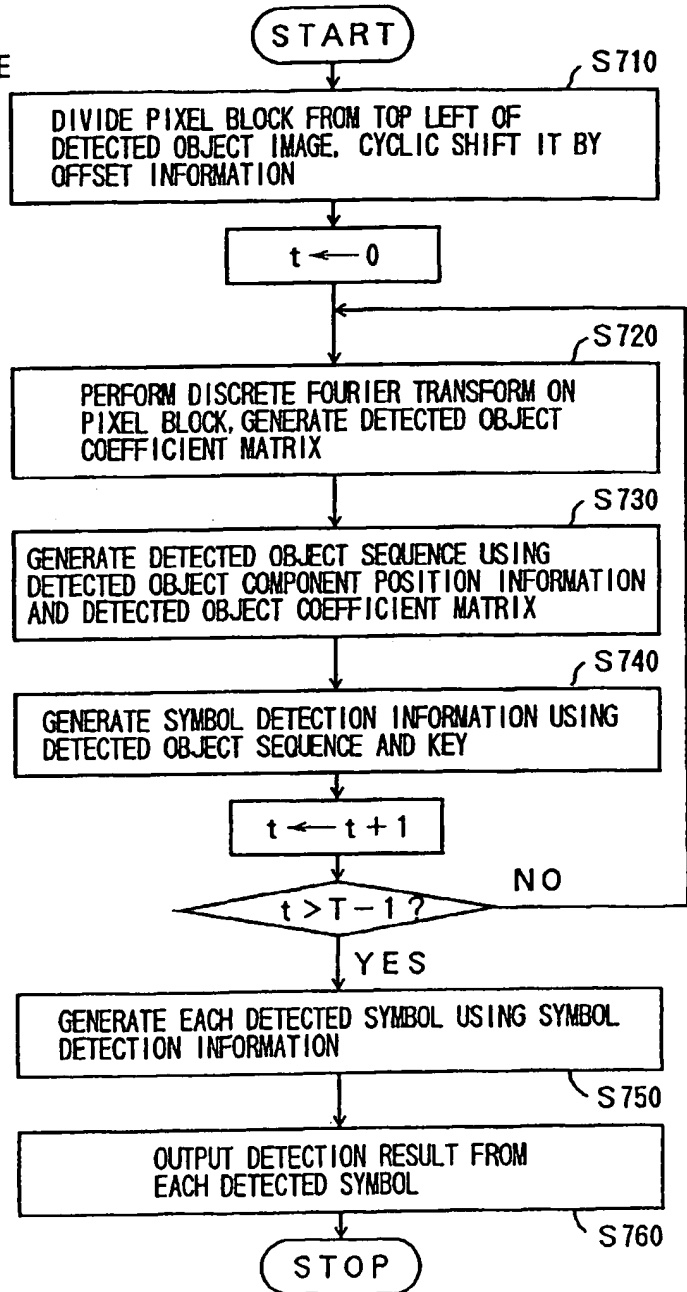 START
E
S710
DIVIDE PIXEL BLOCK FROM TOP LEFT OF
DETECTED OBJECT IMAGE. CYCLIC SHIFT IT BY
OFFSET INFORMATION
t ← 0
S720
PERFORM DISCRETE FOURIER TRANSFORM ON
PIXEL BLOCK, GENERATE DETECTED OBJECT
COEFFICIENT MATRIX
S730
GENERATE DETECTED OBJECT SEQUENCE USING
DETECTED OBJECT COMPONENT POSITION INFORMATION
AND DETECTED OBJECT COEFFICIENT MATRIX
S740
GENERATE SYMBOL DETECTION INFORMATION USING
DETECTED OBJECT SEQUENCE AND KEY
t ← t + 1
t > T - 1 ?
NO
YES
GENERATE EACH DETECTED SYMBOL USING SYMBOL
DETECTION INFORMATION
S750
OUTPUT DETECTION RESULT FROM
EACH DETECTED SYMBOL
S760
STOP